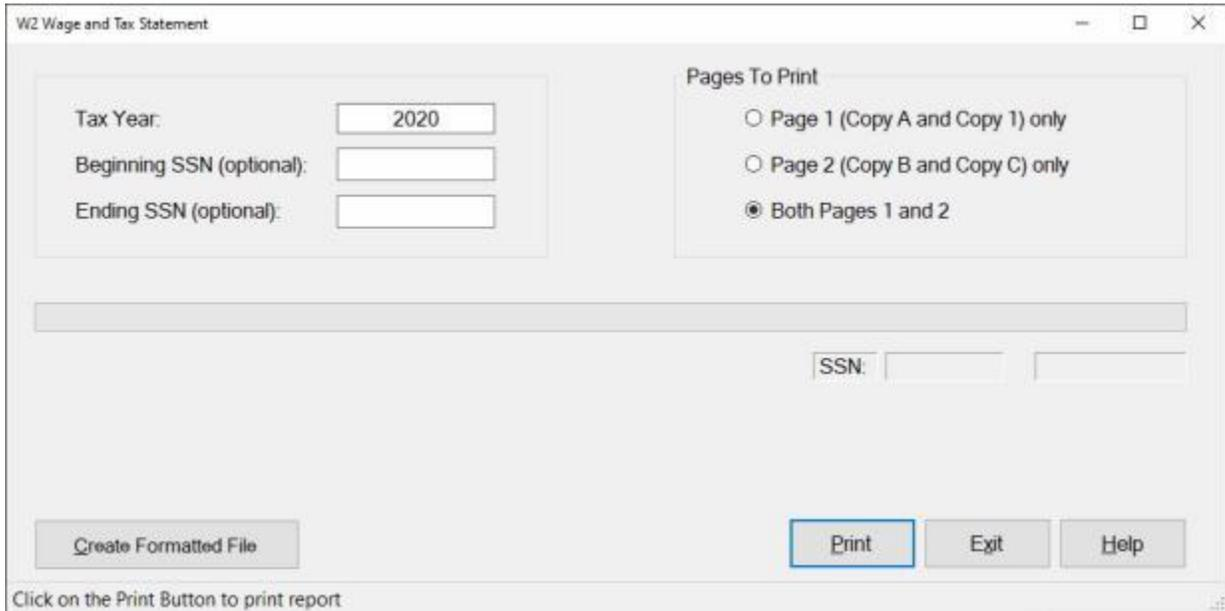 W2 Wage and Tax Statement
Pages To Print
Tax Year: 2020
Page 1 (Copy A and Copy 1) only
Beginning SSN (optional):
Page 2 (Copy B and Copy C) only
Ending SSN (optional):
Both Pages 1 and 2
SSN:
Create Formatted File
Print
Exit
Help
Click on the Print Button to print report